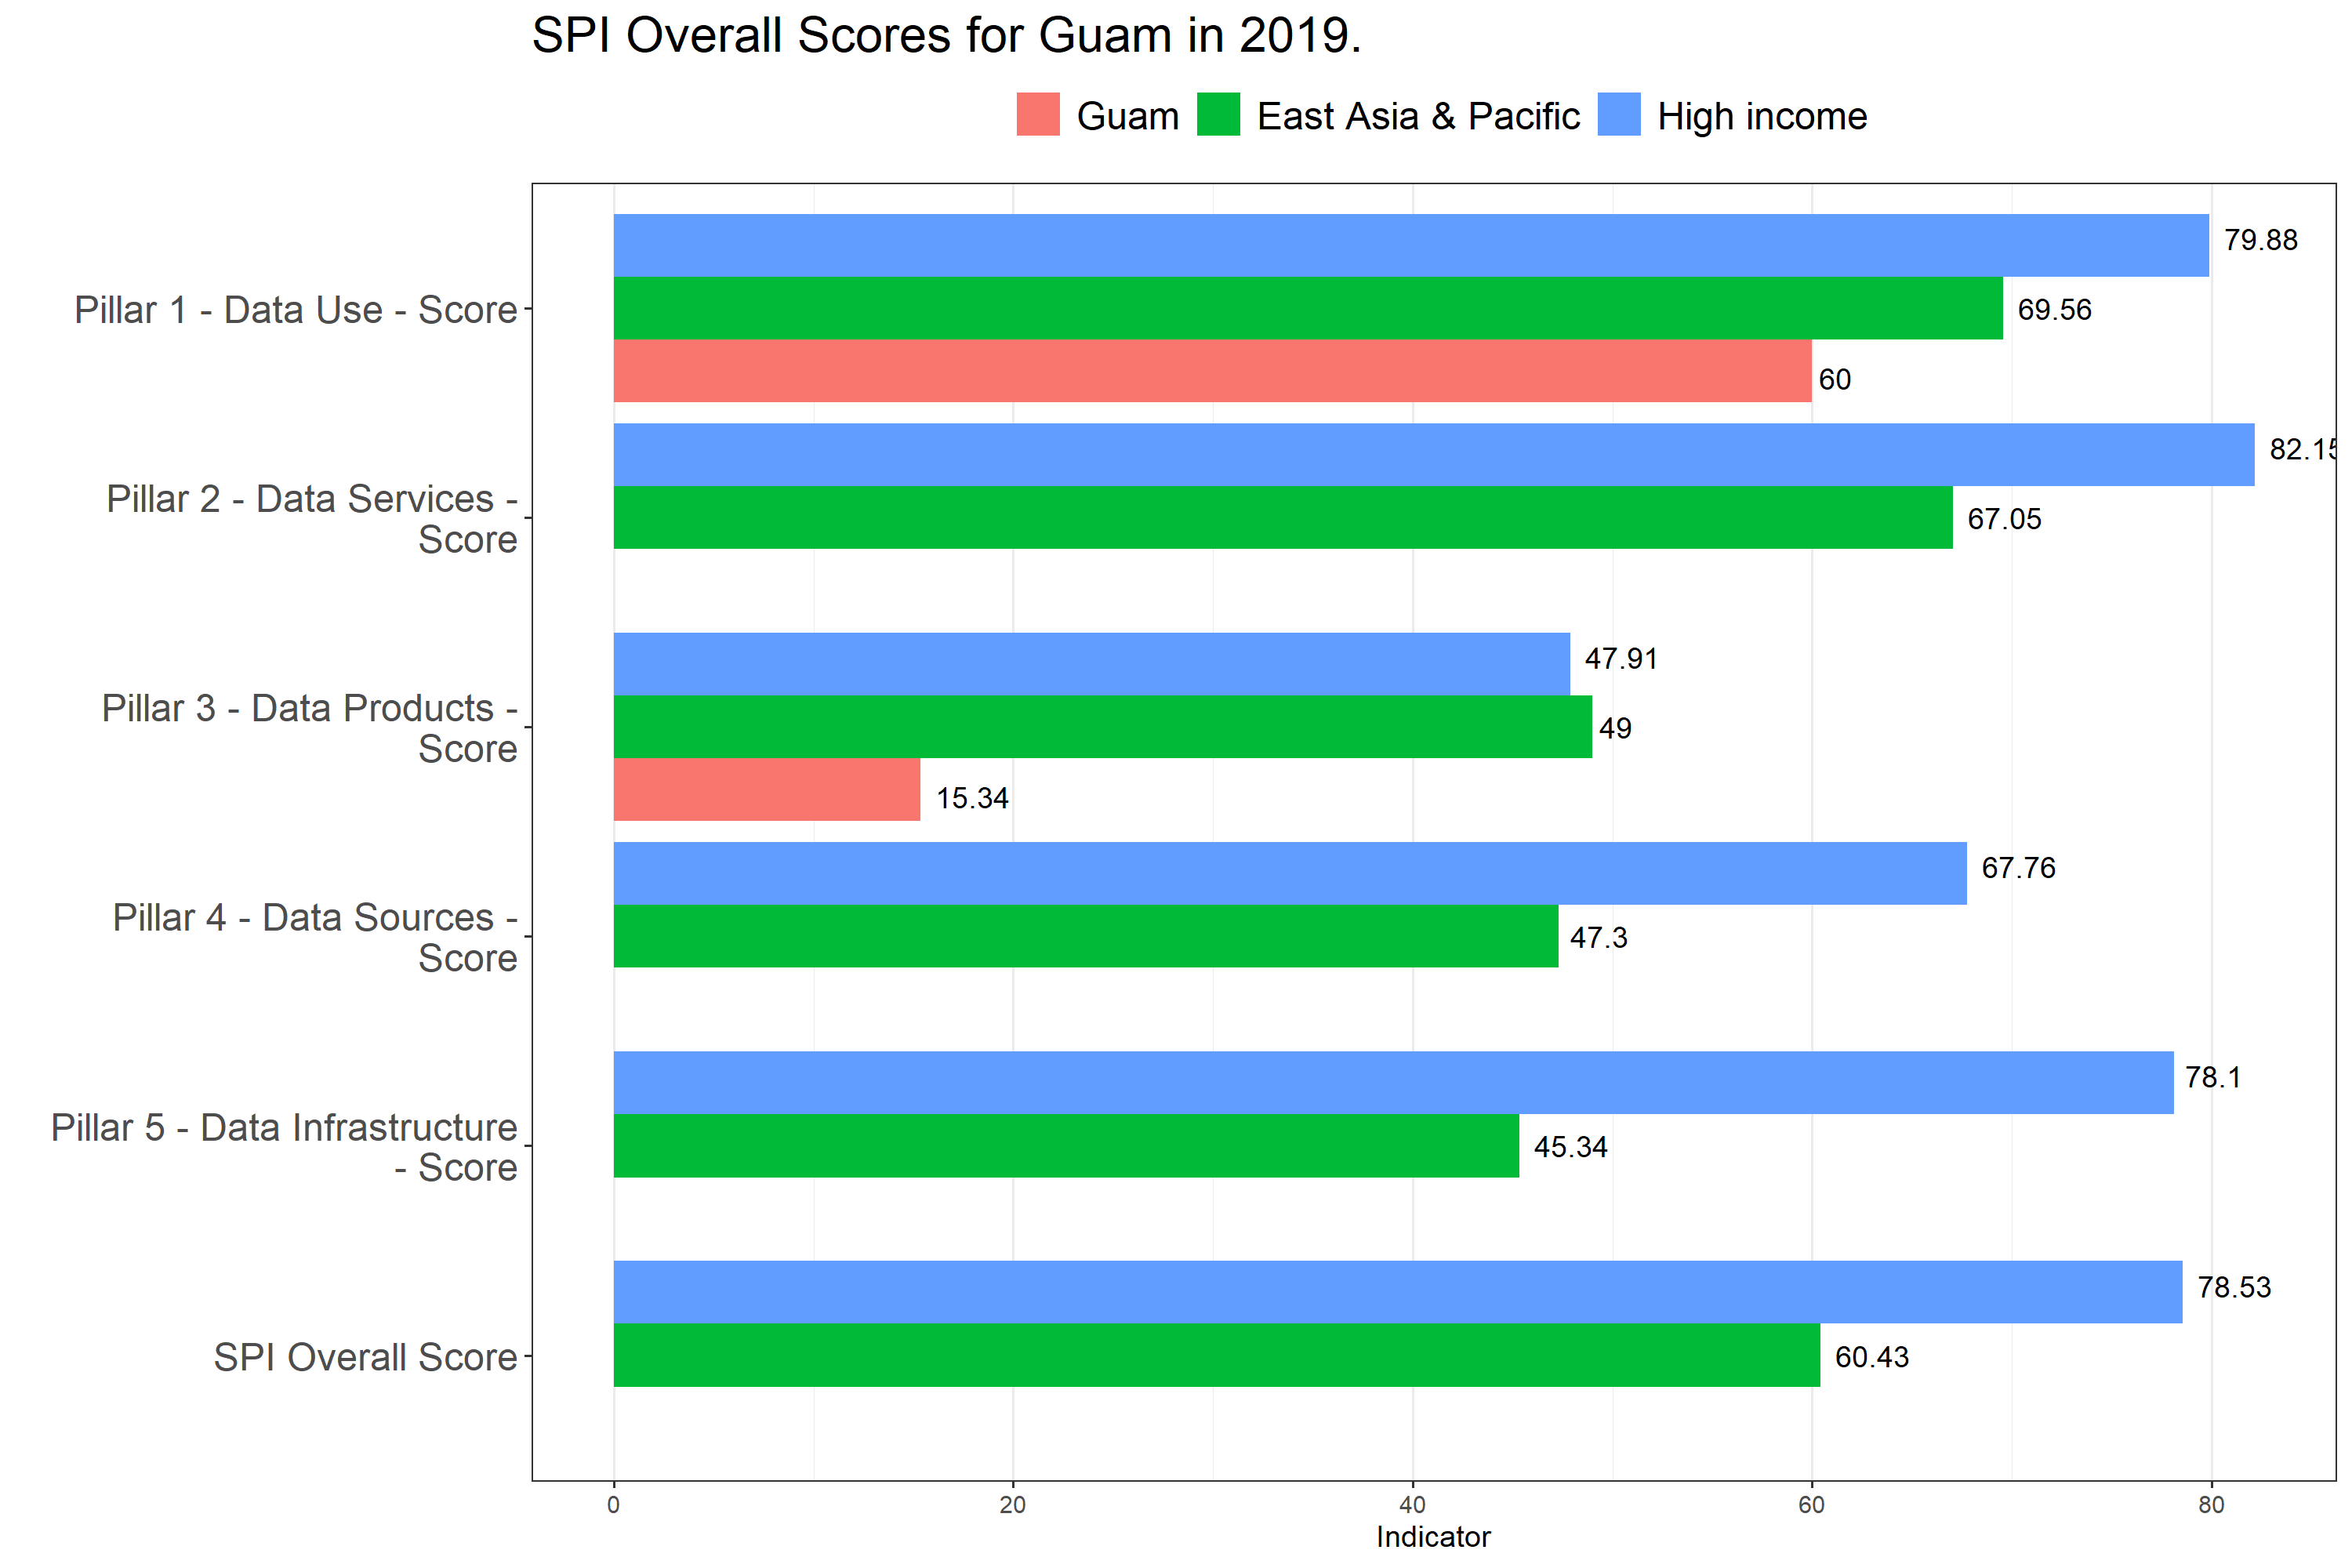 SPI Overall Scores for Guam in 2019.
Guam East Asia & Pacific High income
Pillar 1 - Data Use - Score
79.88
69.56
60
Pillar 2 - Data Services -
Score
82.15
67.05
Pillar 3 - Data Products -
Score
47.91
49
15.34
Pillar 4 - Data Sources -
Score
67.76
47.3
Pillar 5 - Data Infrastructure
- Score
78.1
45.34
SPI Overall Score
78.53
60.43
0 20 40 60 80
Indicator